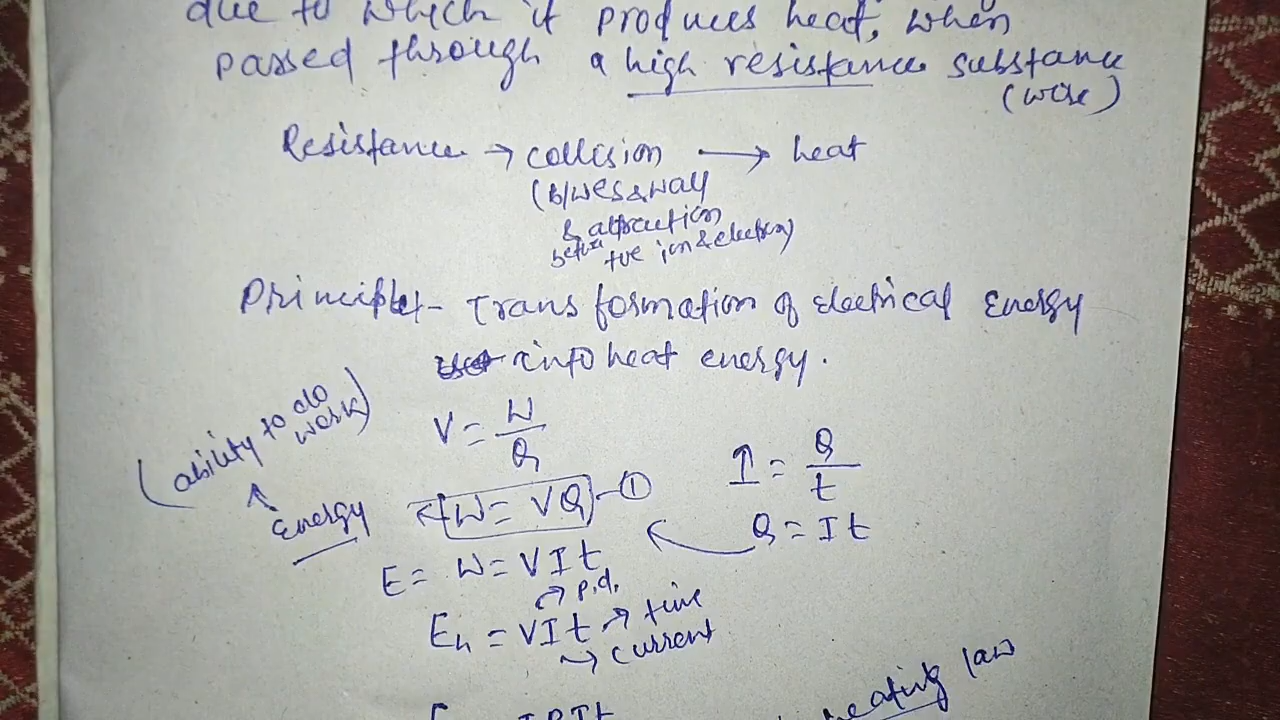 due to which it produces heat, when
passed through a high resistance substance
(wire)
Resistance → collision → heat
(b/w es & wall
& attraction
between +ve ion & electron)
Principle:- Transformation of electrical energy
into heat energy.
(ability to do work)
↑
Energy
V = W/Q
W = VQ -①
I = Q/t
Q = It
E = W = VIt
→ p.d.
Eh = VIt → time
→ current
heating law